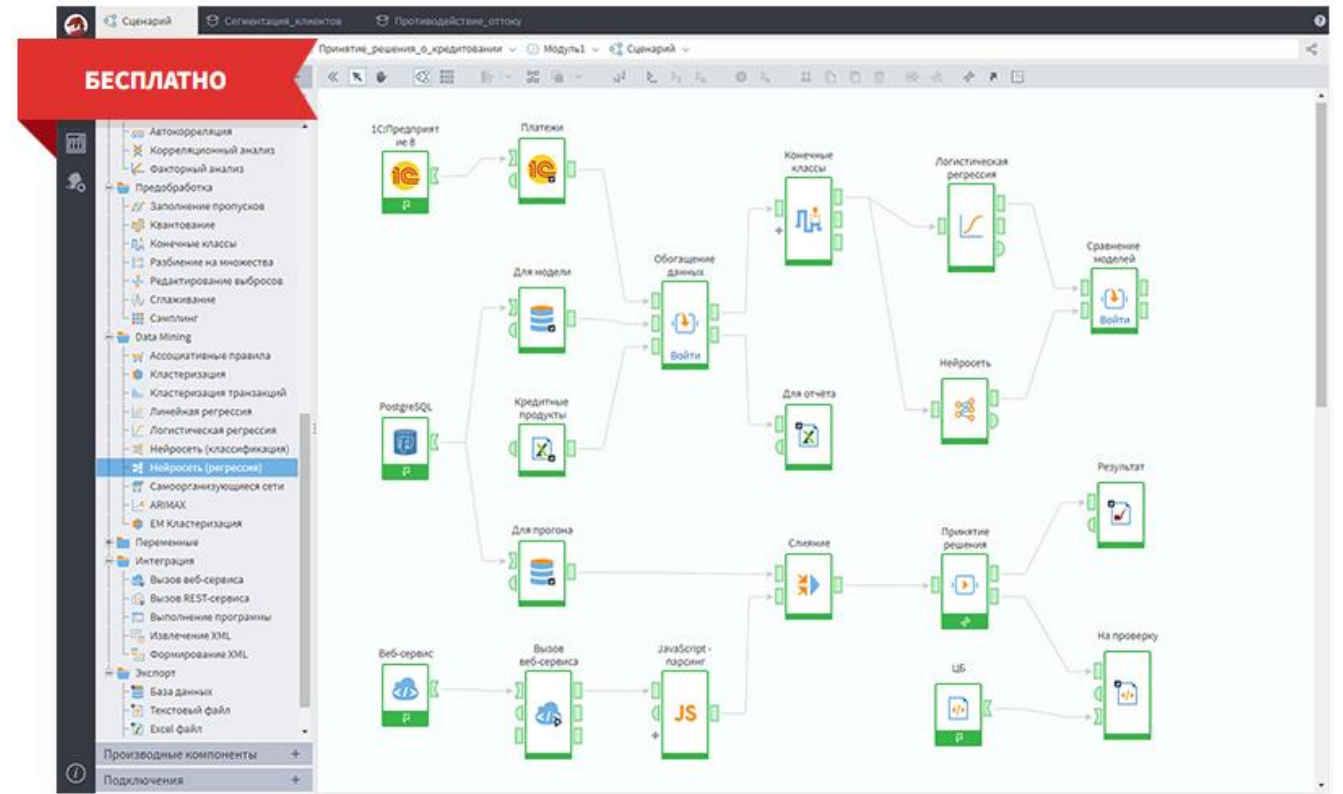 Сценарий
Сегментация_клиентов
Противодействие_оттоку
Принятие_решения_о_кредитовании
Модуль1
Сценарий
БЕСПЛАТНО
Автокорреляция
Корреляционный анализ
Факторный анализ
Предобработка
Заполнение пропусков
Квантование
Конечные классы
Разбиение на множества
Редактирование выбросов
Сглаживание
Сэмплинг
Data Mining
Ассоциативные правила
Кластеризация
Кластеризация транзакций
Линейная регрессия
Логистическая регрессия
Нейросеть (классификация)
Нейросеть (регрессия)
Самоорганизующиеся сети
ARIMAX
EM Кластеризация
Переменные
Интеграция
Вызов веб-сервиса
Вызов REST-сервиса
Выполнение программы
Извлечение XML
Формирование XML
Экспорт
База данных
Текстовый файл
Excel файл
Производные компоненты +
Подключения +
1С:Предприят
ие 8
1С
Платежи
1С
Конечные
классы
Логистическая
регрессия
Сравнение
моделей
Войти
Для модели
Обогащение
данных
Войти
Нейросеть
PostgreSQL
Кредитные
продукты
Для отчёта
Результат
Для прогона
Слияние
Принятие
решения
Веб-сервис
Вызов
веб-сервиса
JavaScript -
парсинг
JS
ЦБ
На проверку